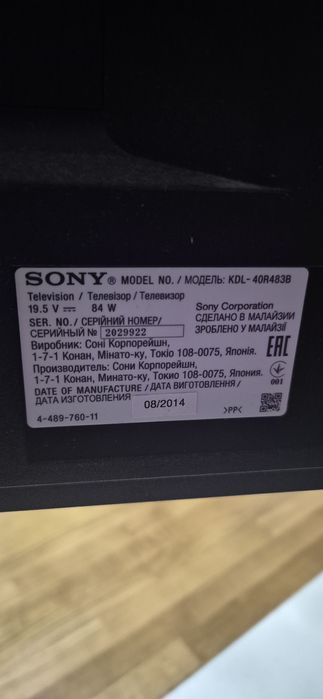 SONY® MODEL NO. / МОДЕЛЬ: KDL-40R483B
Television / Телевізор / Телевизор
19.5 V ⎓ 84 W
Sony Corporation
СДЕЛАНО В МАЛАЙЗИИ
ЗРОБЛЕНО У МАЛАЙЗІЇ
SER. NO. / СЕРІЙНИЙ НОМЕР/
СЕРИЙНЫЙ № 2029922
Виробник: Соні Корпорейшн,
1-7-1 Конан, Мінато-ку, Токіо 108-0075, Японія.
Производитель: Сони Корпорейшн,
1-7-1 Конан, Минато-ку, Токио 108-0075, Япония.
EAC
001
DATE OF MANUFACTURE / ДАТА ВИГОТОВЛЕННЯ /
ДАТА ИЗГОТОВЛЕНИЯ 08/2014
4-489-760-11
>PP<